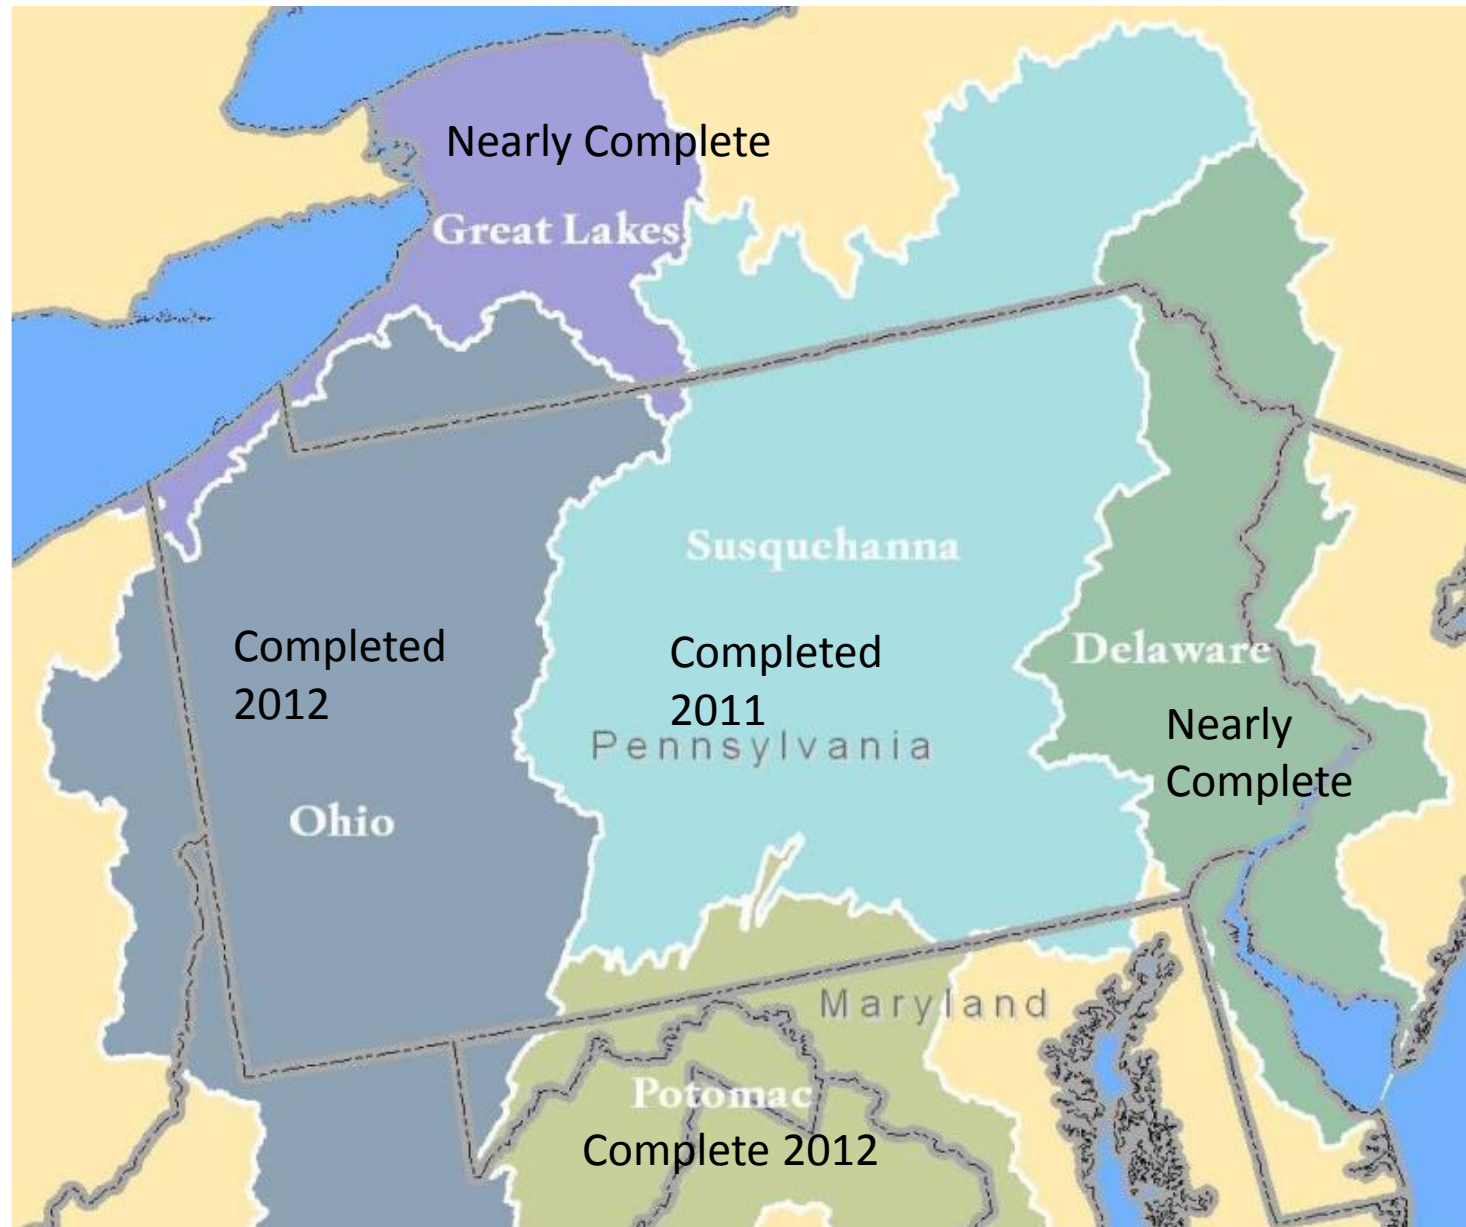 Nearly Complete
Great Lakes
Susquehanna
Completed
2012
Completed
2011
Delaware
Nearly
Complete
Pennsylvania
Ohio
Maryland
Potomac
Complete 2012